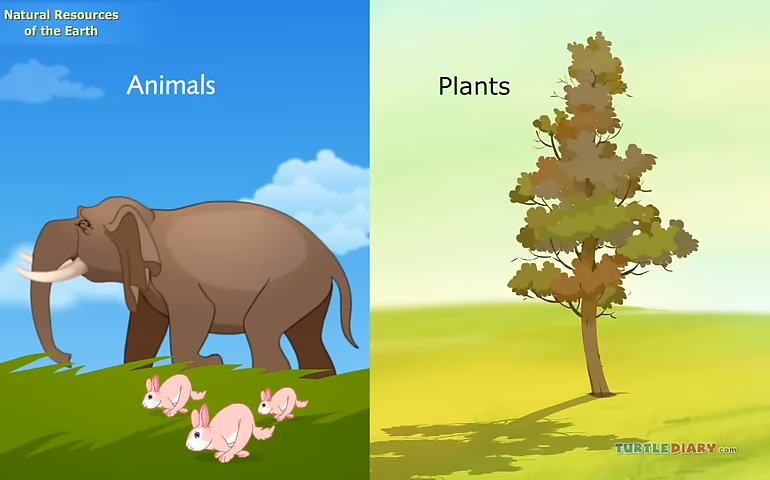 Natural Resources
of the Earth
Animals
Plants
TURTLEDIARY.com